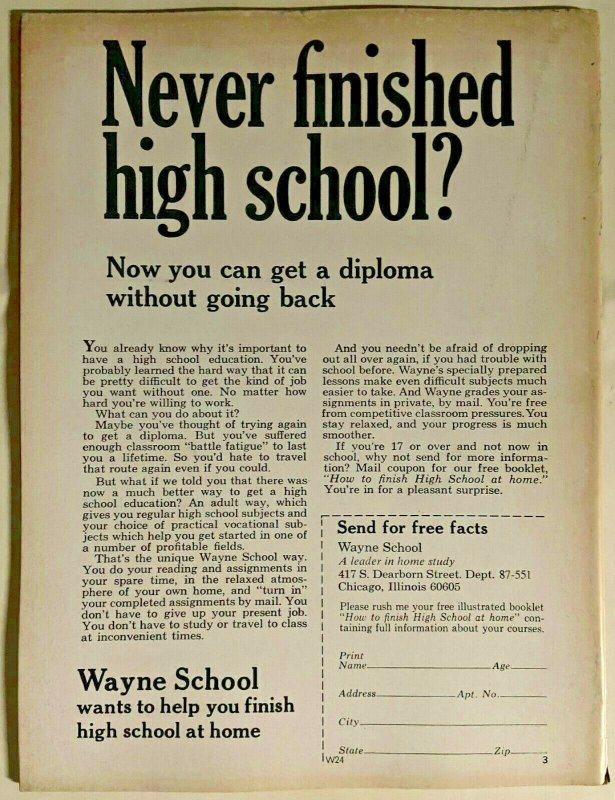 Never finished
high school?
Now you can get a diploma
without going back
You already know why it's important to
have a high school education. You've
probably learned the hard way that it can
be pretty difficult to get the kind of job
you want without one. No matter how
hard you're willing to work.
What can you do about it?
Maybe you've thought of trying again
to get a diploma. But you've suffered
enough classroom "battle fatigue" to last
you a lifetime. So you'd hate to travel
that route again even if you could.
But what if we told you that there was
now a much better way to get a high
school education? An adult way, which
gives you regular high school subjects and
your choice of practical vocational sub-
jects which help you get started in one of
a number of profitable fields.
That's the unique Wayne School way.
You do your reading and assignments in
your spare time, in the relaxed atmos-
phere of your own home, and "turn in"
your completed assignments by mail. You
don't have to give up your present job.
You don't have to study or travel to class
at inconvenient times.
Wayne School
wants to help you finish
high school at home
And you needn't be afraid of dropping
out all over again, if you had trouble with
school before. Wayne's specially prepared
lessons make even difficult subjects much
easier to take. And Wayne grades your as-
signments in private, by mail. You're free
from competitive classroom pressures. You
stay relaxed, and your progress is much
smoother.
If you're 17 or over and not now in
school, why not send for more informa-
tion? Mail coupon for our free booklet,
"How to finish High School at home."
You're in for a pleasant surprise.
Send for free facts
Wayne School
A leader in home study
417 S. Dearborn Street. Dept. 87-551
Chicago, Illinois 60605
Please rush me your free illustrated booklet
"How to finish High School at home" con-
taining full information about your courses.
Print
Name Age
Address Apt. No.
City
State Zip
W24 3